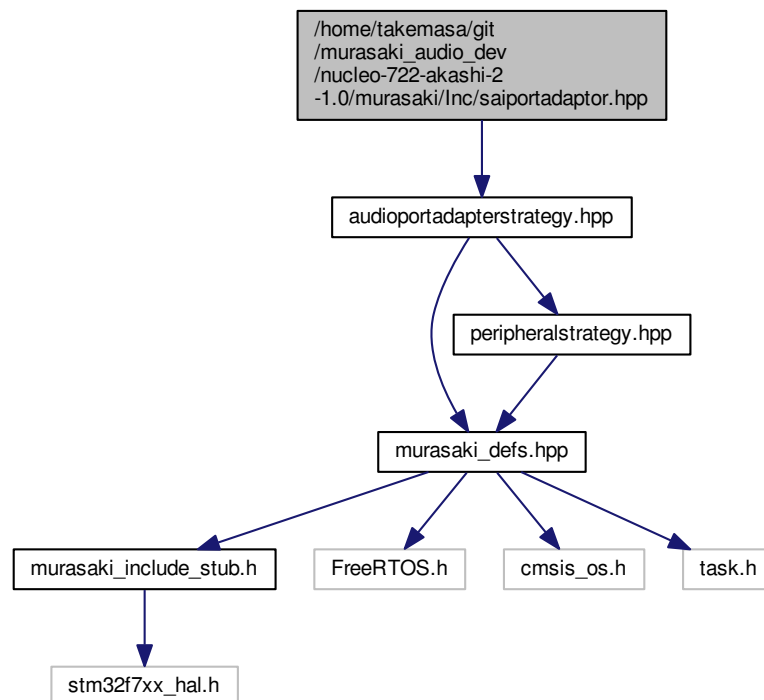 /home/takemasa/git
/murasaki_audio_dev
/nucleo-722-akashi-2
-1.0/murasaki/Inc/saiportadaptor.hpp
audioportadapterstrategy.hpp
peripheralstrategy.hpp
murasaki_defs.hpp
murasaki_include_stub.h
FreeRTOS.h
cmsis_os.h
task.h
stm32f7xx_hal.h